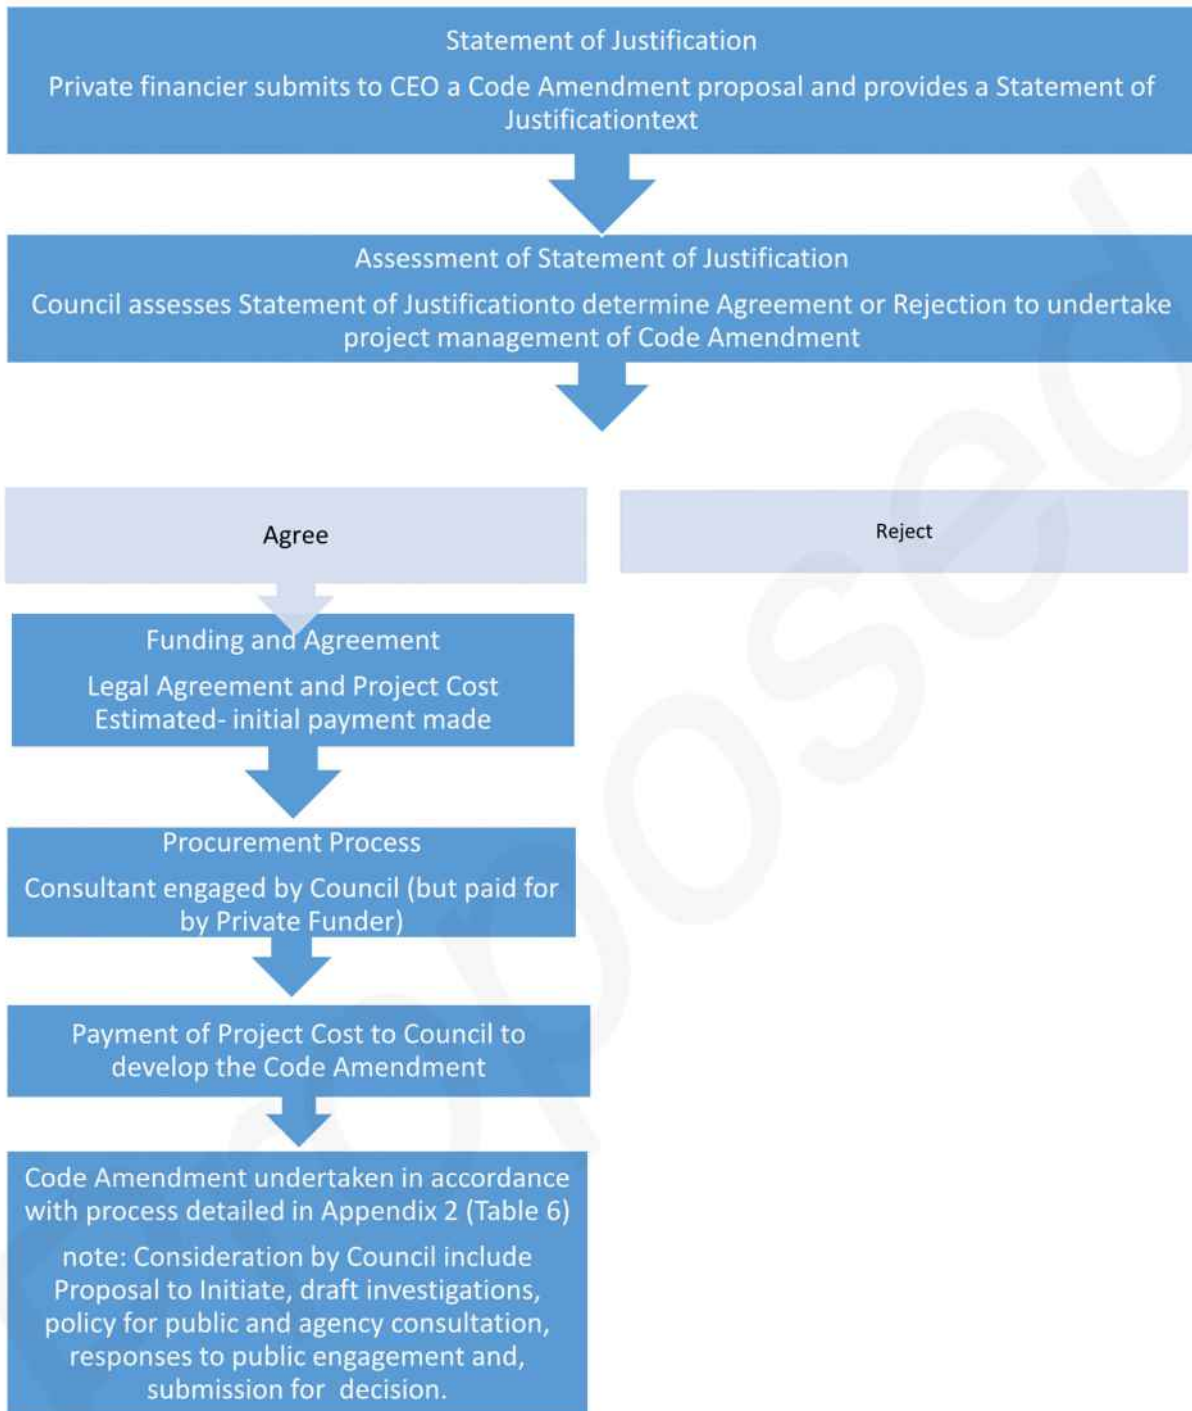 Statement of Justification
Private financier submits to CEO a Code Amendment proposal and provides a Statement of
Justificationtext
Assessment of Statement of Justification
Council assesses Statement of Justificationto determine Agreement or Rejection to undertake
project management of Code Amendment
Agree
Reject
Funding and Agreement
Legal Agreement and Project Cost
Estimated- initial payment made
Procurement Process
Consultant engaged by Council (but paid for
by Private Funder)
Payment of Project Cost to Council to
develop the Code Amendment
Code Amendment undertaken in accordance
with process detailed in Appendix 2 (Table 6)
note: Consideration by Council include
Proposal to Initiate, draft investigations,
policy for public and agency consultation,
responses to public engagement and,
submission for decision.
Proposed